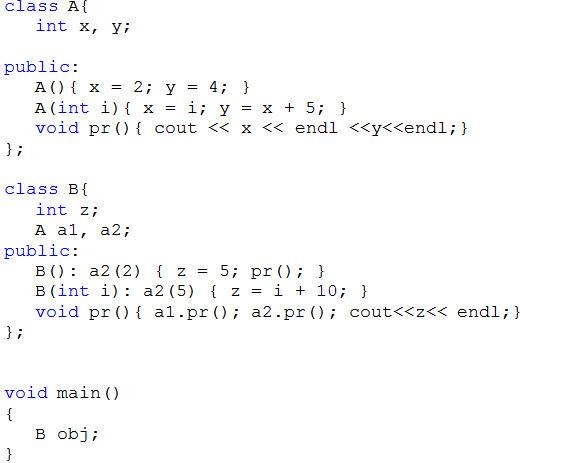 class A{
int x, y;
public:
A(){ x = 2; y = 4; }
A(int i){ x = i; y = x + 5; }
void pr(){ cout << x << endl <<y<<endl;}
};
class B{
int z;
A a1, a2;
public:
B(): a2(2) { z = 5; pr(); }
B(int i): a2(5) { z = i + 10; }
void pr(){ a1.pr(); a2.pr(); cout<<z<< endl;}
};
void main()
{
B obj;
}